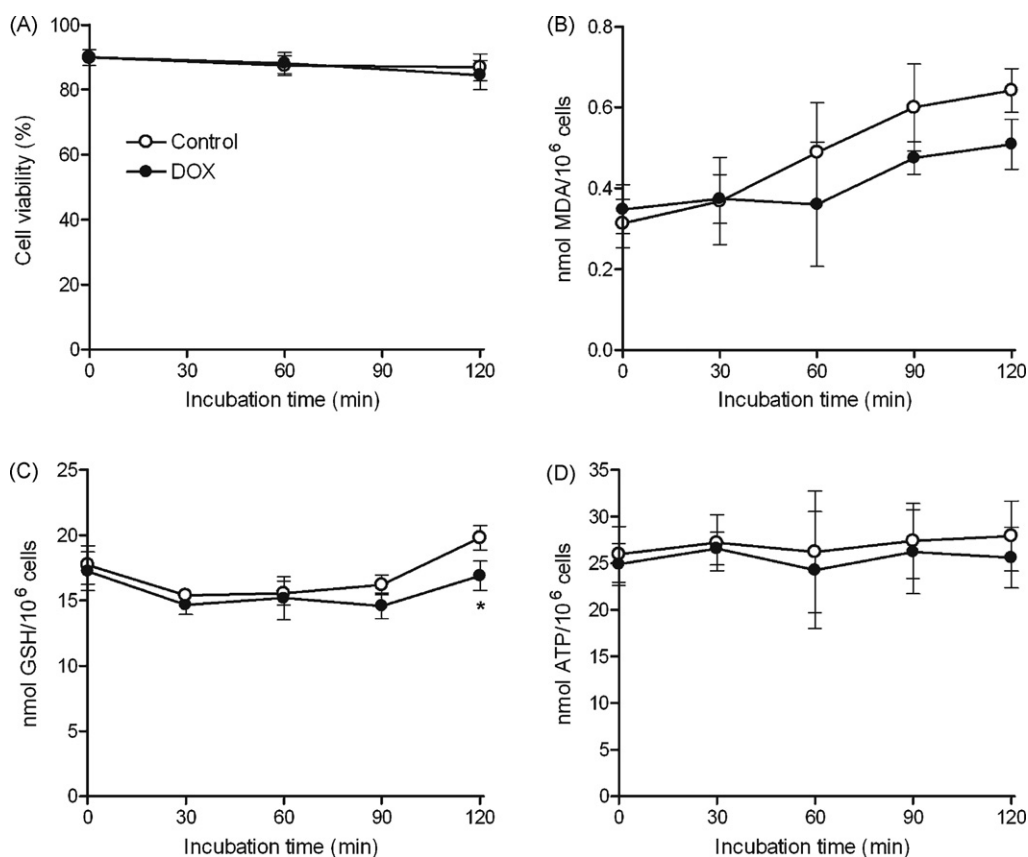 (A)
100
80
60
40
20
0
Cell viability (%)
Control
DOX
0 30 60 90 120
Incubation time (min)
(B)
0.8
0.6
0.4
0.2
0.0
nmol MDA/10⁶ cells
0 30 60 90 120
Incubation time (min)
(C)
25
20
15
10
5
0
nmol GSH/10⁶ cells
*
0 30 60 90 120
Incubation time (min)
(D)
35
30
25
20
15
10
5
0
nmol ATP/10⁶ cells
0 30 60 90 120
Incubation time (min)